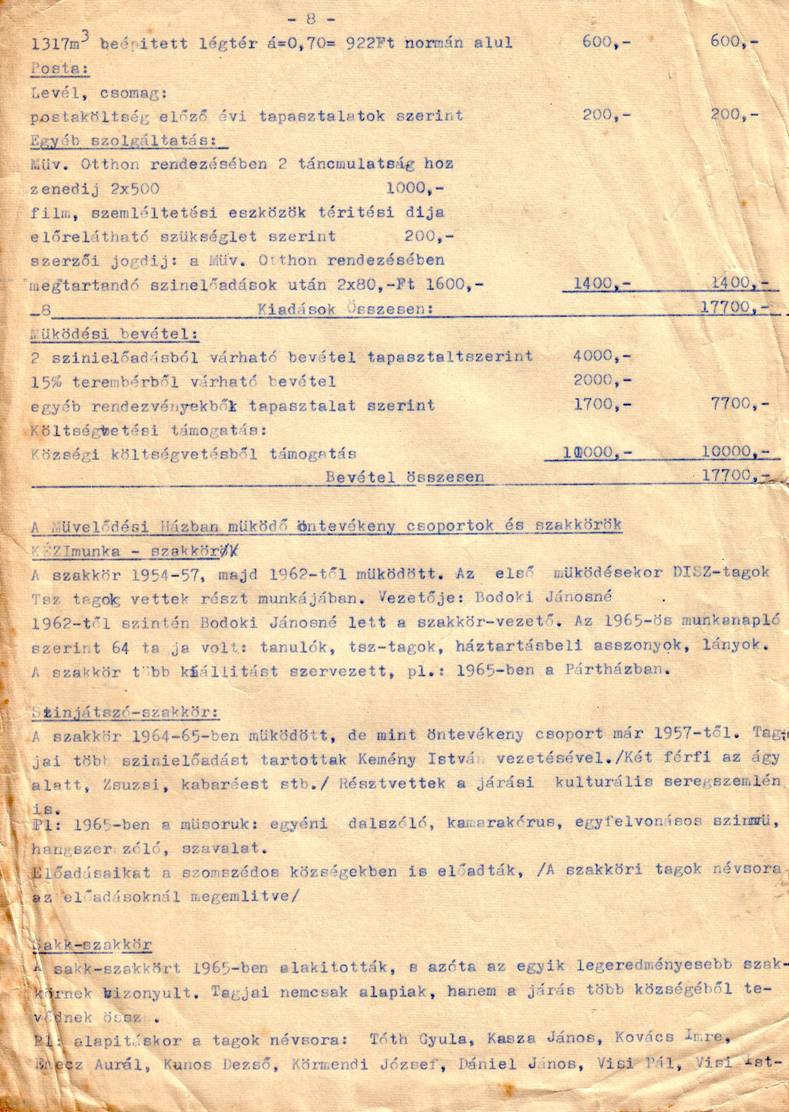 - 8 -
1317m³ beépitett légtér á=0,70= 922Ft normán alul 600,- 600,-
Posta:
Levél, csomag:
postaköltség előző évi tapasztalatok szerint 200,- 200,-
Egyéb szolgáltatás:
Müv. Otthon rendezésében 2 táncmulatság hoz
zenedij 2x500 1000,-
film, szemléltetési eszközök téritési dija
előrelátható szükséglet szerint 200,-
szerzői jogdij: a Müv. Otthon rendezésében
megtartandó szinelőadások után 2x80,-Ft 1600,- 1400,- 1400,-
8 Kiadások összesen: 17700,-
Müködési bevétel:
2 szinielőadásból várható bevétel tapasztaltszerint 4000,-
15% terembérből várható bevétel 2000,-
egyéb rendezvényekből tapasztalat szerint 1700,- 7700,-
Költségvetési támogatás:
Községi költségvetésből támogatás 10000,- 10000,-
Bevétel összesen 17700,-
A Müvelődési Házban müködő öntevékeny csoportok és szakkörök
KÉZImunka - szakkör
A szakkör 1954-57, majd 1962-től müködött. Az első müködésekor DISZ-tagok
Tsz tagok vettek részt munkájában. Vezetője: Bodoki Jánosné
1962-től szintén Bodoki Jánosné lett a szakkör-vezető. Az 1965-ös munkanapló
szerint 64 ta ja volt: tanulók, tsz-tagok, háztartásbeli asszonyok, lányok.
A szakkör több kiállitást szervezett, pl.: 1965-ben a Pártházban.
Szinjátszó-szakkör:
A szakkör 1964-65-ben müködött, de mint öntevékeny csoport már 1957-től. Tag-
jai több szinielőadást tartottak Kemény István vezetésével./Két férfi az ágy
alatt, Zsuzsi, kabaréest stb./ Résztvettek a járási kulturális seregszemlén
is.
Pl: 1965-ben a müsoruk: egyéni dalszóló, kamarakórus, egyfelvonásos szinmü,
hangszer szóló, szavalat.
Előadásaikat a szomszédos községekben is előadták, /A szakköri tagok névsora
az előadásoknál megemlitve/
Sakk-szakkör
A sakk-szakkört 1965-ben alakitották, s azóta az egyik legeredményesebb szak-
körnek bizonyult. Tagjai nemcsak alapiak, hanem a járás több községéből te-
vődnek össze.
Pl: alapitáskor a tagok névsora: Tóth Gyula, Kasza János, Kovács Imre,
Aurél, Kunos Dezső, Körmendi József, Dániel János, Visi Pál, Visi Ist-